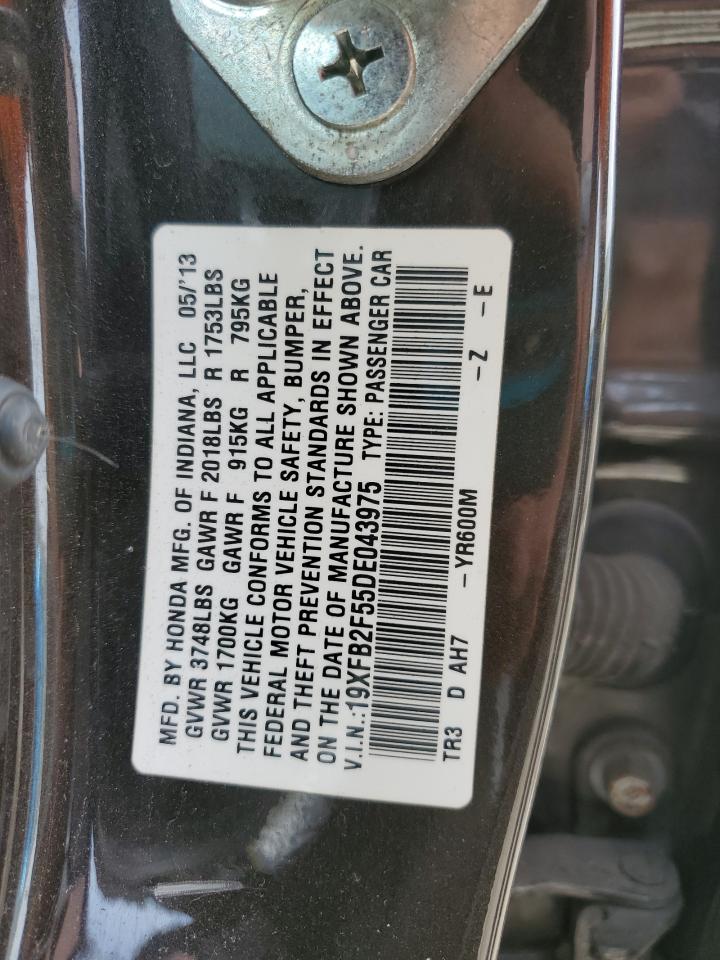 MFD. BY HONDA MFG. OF INDIANA, LLC 05/'13
GVWR 3748LBS GAWR F 2018LBS R 1753LBS
GVWR 1700KG GAWR F 915KG R 795KG
THIS VEHICLE CONFORMS TO ALL APPLICABLE
FEDERAL MOTOR VEHICLE SAFETY, BUMPER,
AND THEFT PREVENTION STANDARDS IN EFFECT
ON THE DATE OF MANUFACTURE SHOWN ABOVE.
V.I.N.:19XFB2F55DE043975 TYPE: PASSENGER CAR
TR3 D AH7 -YR600M -Z -E